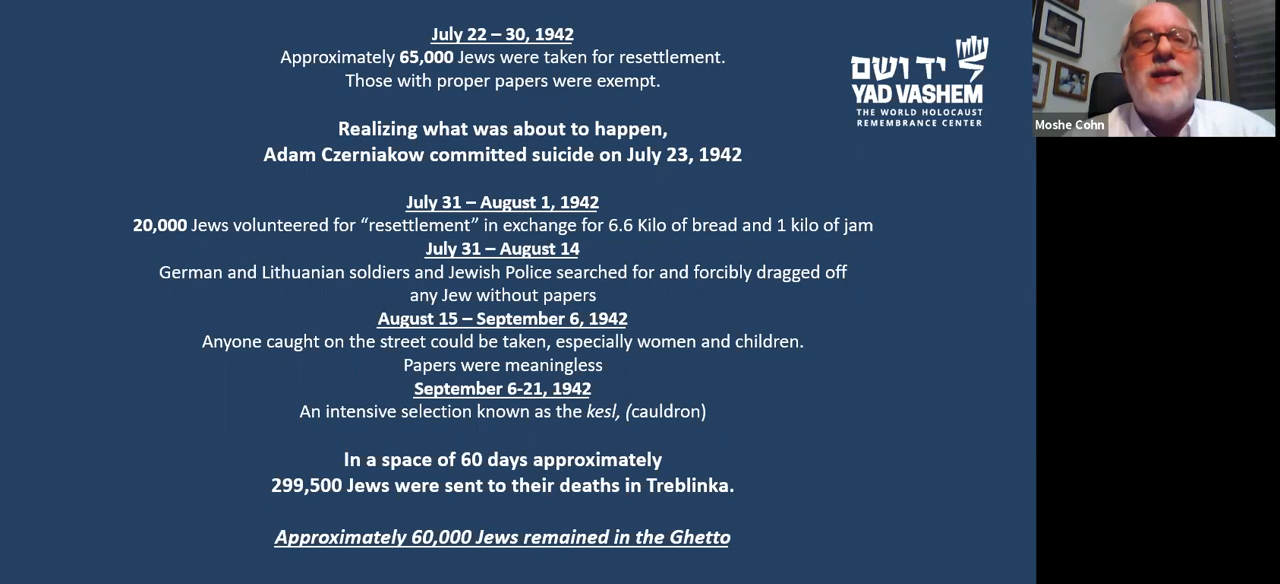 July 22 – 30, 1942
Approximately 65,000 Jews were taken for resettlement.
Those with proper papers were exempt.
Realizing what was about to happen,
Adam Czerniakow committed suicide on July 23, 1942
July 31 – August 1, 1942
20,000 Jews volunteered for “resettlement” in exchange for 6.6 Kilo of bread and 1 kilo of jam
July 31 – August 14
German and Lithuanian soldiers and Jewish Police searched for and forcibly dragged off
any Jew without papers
August 15 – September 6, 1942
Anyone caught on the street could be taken, especially women and children.
Papers were meaningless
September 6-21, 1942
An intensive selection known as the kesl, (cauldron)
In a space of 60 days approximately
299,500 Jews were sent to their deaths in Treblinka.
Approximately 60,000 Jews remained in the Ghetto
יד ושם
YAD VASHEM
THE WORLD HOLOCAUST
REMEMBRANCE CENTER
Moshe Cohn